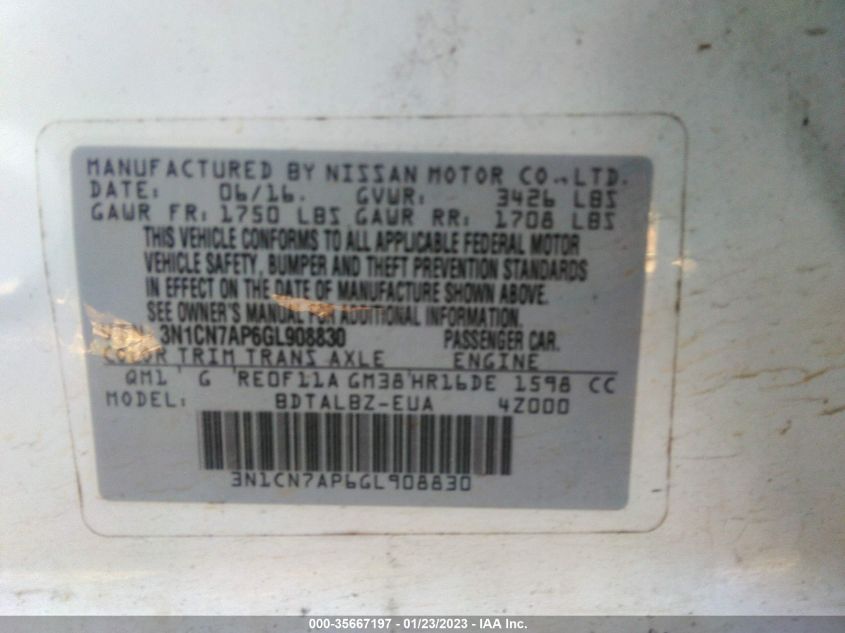 MANUFACTURED BY NISSAN MOTOR CO.,LTD.
DATE: 06/16. GVWR: 3426 LBS
GAWR FR: 1750 LBS GAWR RR: 1708 LBS
THIS VEHICLE CONFORMS TO ALL APPLICABLE FEDERAL MOTOR
VEHICLE SAFETY, BUMPER AND THEFT PREVENTION STANDARDS
IN EFFECT ON THE DATE OF MANUFACTURE SHOWN ABOVE.
SEE OWNER'S MANUAL FOR ADDITIONAL INFORMATION.
3N1CN7AP6GL908830 PASSENGER CAR.
COLOR TRIM TRANS AXLE ENGINE
QM1 G RE0F11A GM38 HR16DE 1598 CC
MODEL: BDTALBZ-EUA 4Z000
3N1CN7AP6GL908830
000-35667197 - 01/23/2023 - IAA Inc.